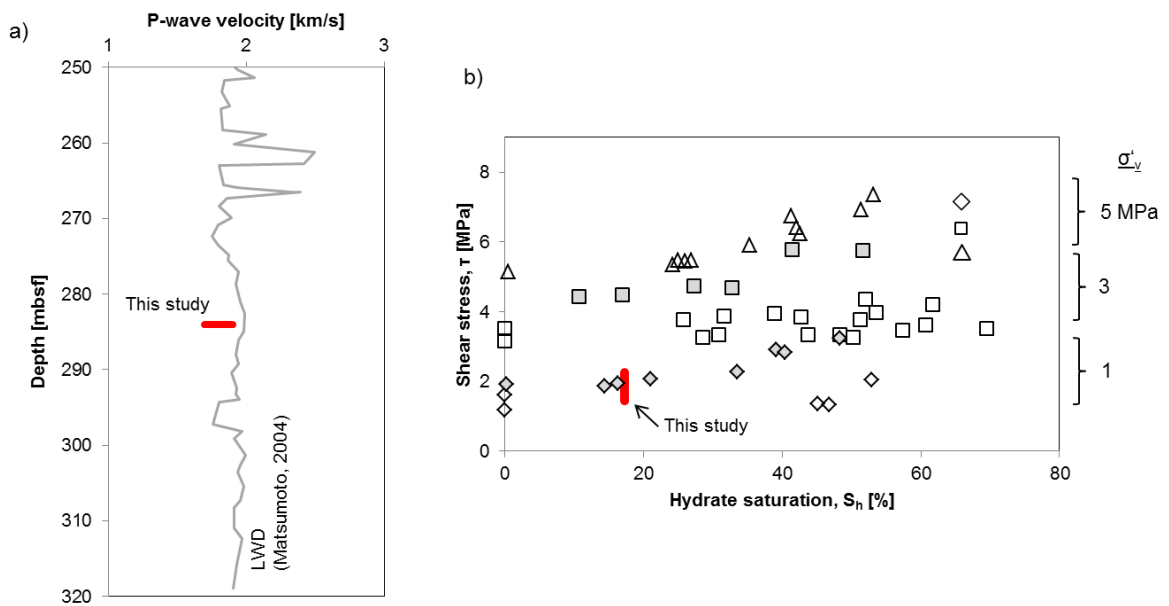 a)
P-wave velocity [km/s]
1
2
3
250
260
270
280
290
300
310
320
Depth [mbsf]
This study
LWD
(Matsumoto, 2004)
b)
8
6
4
2
0
Shear stress, τ [MPa]
0
20
40
60
80
Hydrate saturation, Sₕ [%]
This study
σ'ᵥ
5 MPa
3
1